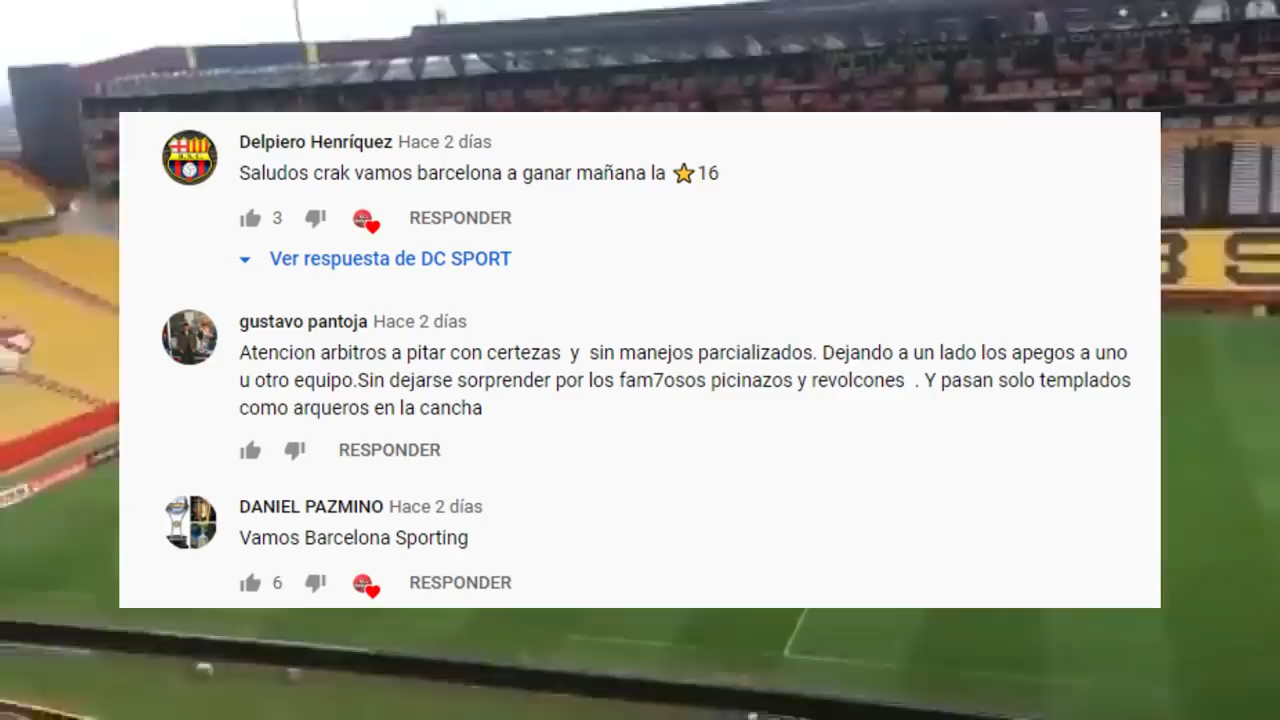 Delpiero Henríquez Hace 2 días
Saludos crak vamos barcelona a ganar mañana la ⭐16
3 RESPONDER
Ver respuesta de DC SPORT
gustavo pantoja Hace 2 días
Atencion arbitros a pitar con certezas y sin manejos parcializados. Dejando a un lado los apegos a uno
u otro equipo.Sin dejarse sorprender por los fam7osos picinazos y revolcones . Y pasan solo templados
como arqueros en la cancha
RESPONDER
DANIEL PAZMINO Hace 2 días
Vamos Barcelona Sporting
6 RESPONDER